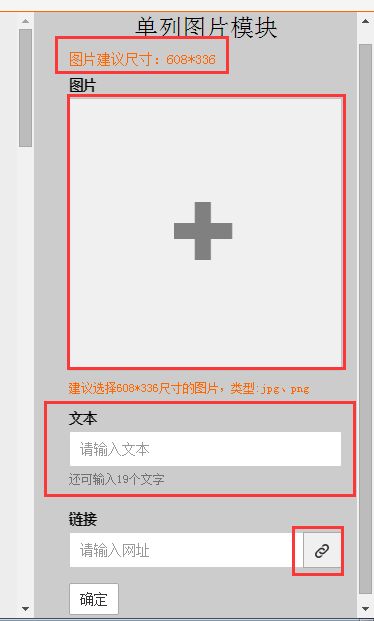 单列图片模块
图片建议尺寸：608*336
图片
建议选择608*336尺寸的图片，类型:jpg、png
文本
请输入文本
还可输入19个文字
链接
请输入网址
确定